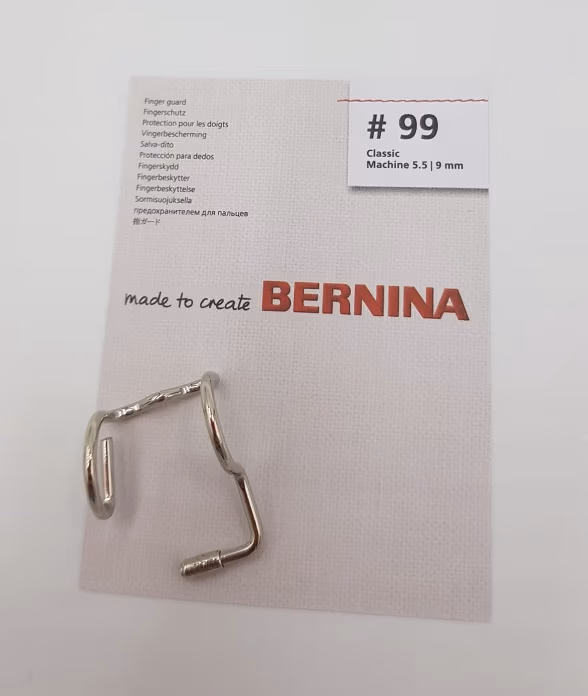 Finger guard
Fingerschutz
Protection pour les doigts
Vingerbescherming
Salva-dito
Protección para dedos
Fingerskydd
Fingerbeskytter
Fingerbeskyttelse
Sormisuojuksella
предохранителем для пальцев
指ガード
# 99
Classic
Machine 5.5 | 9 mm
made to create BERNINA